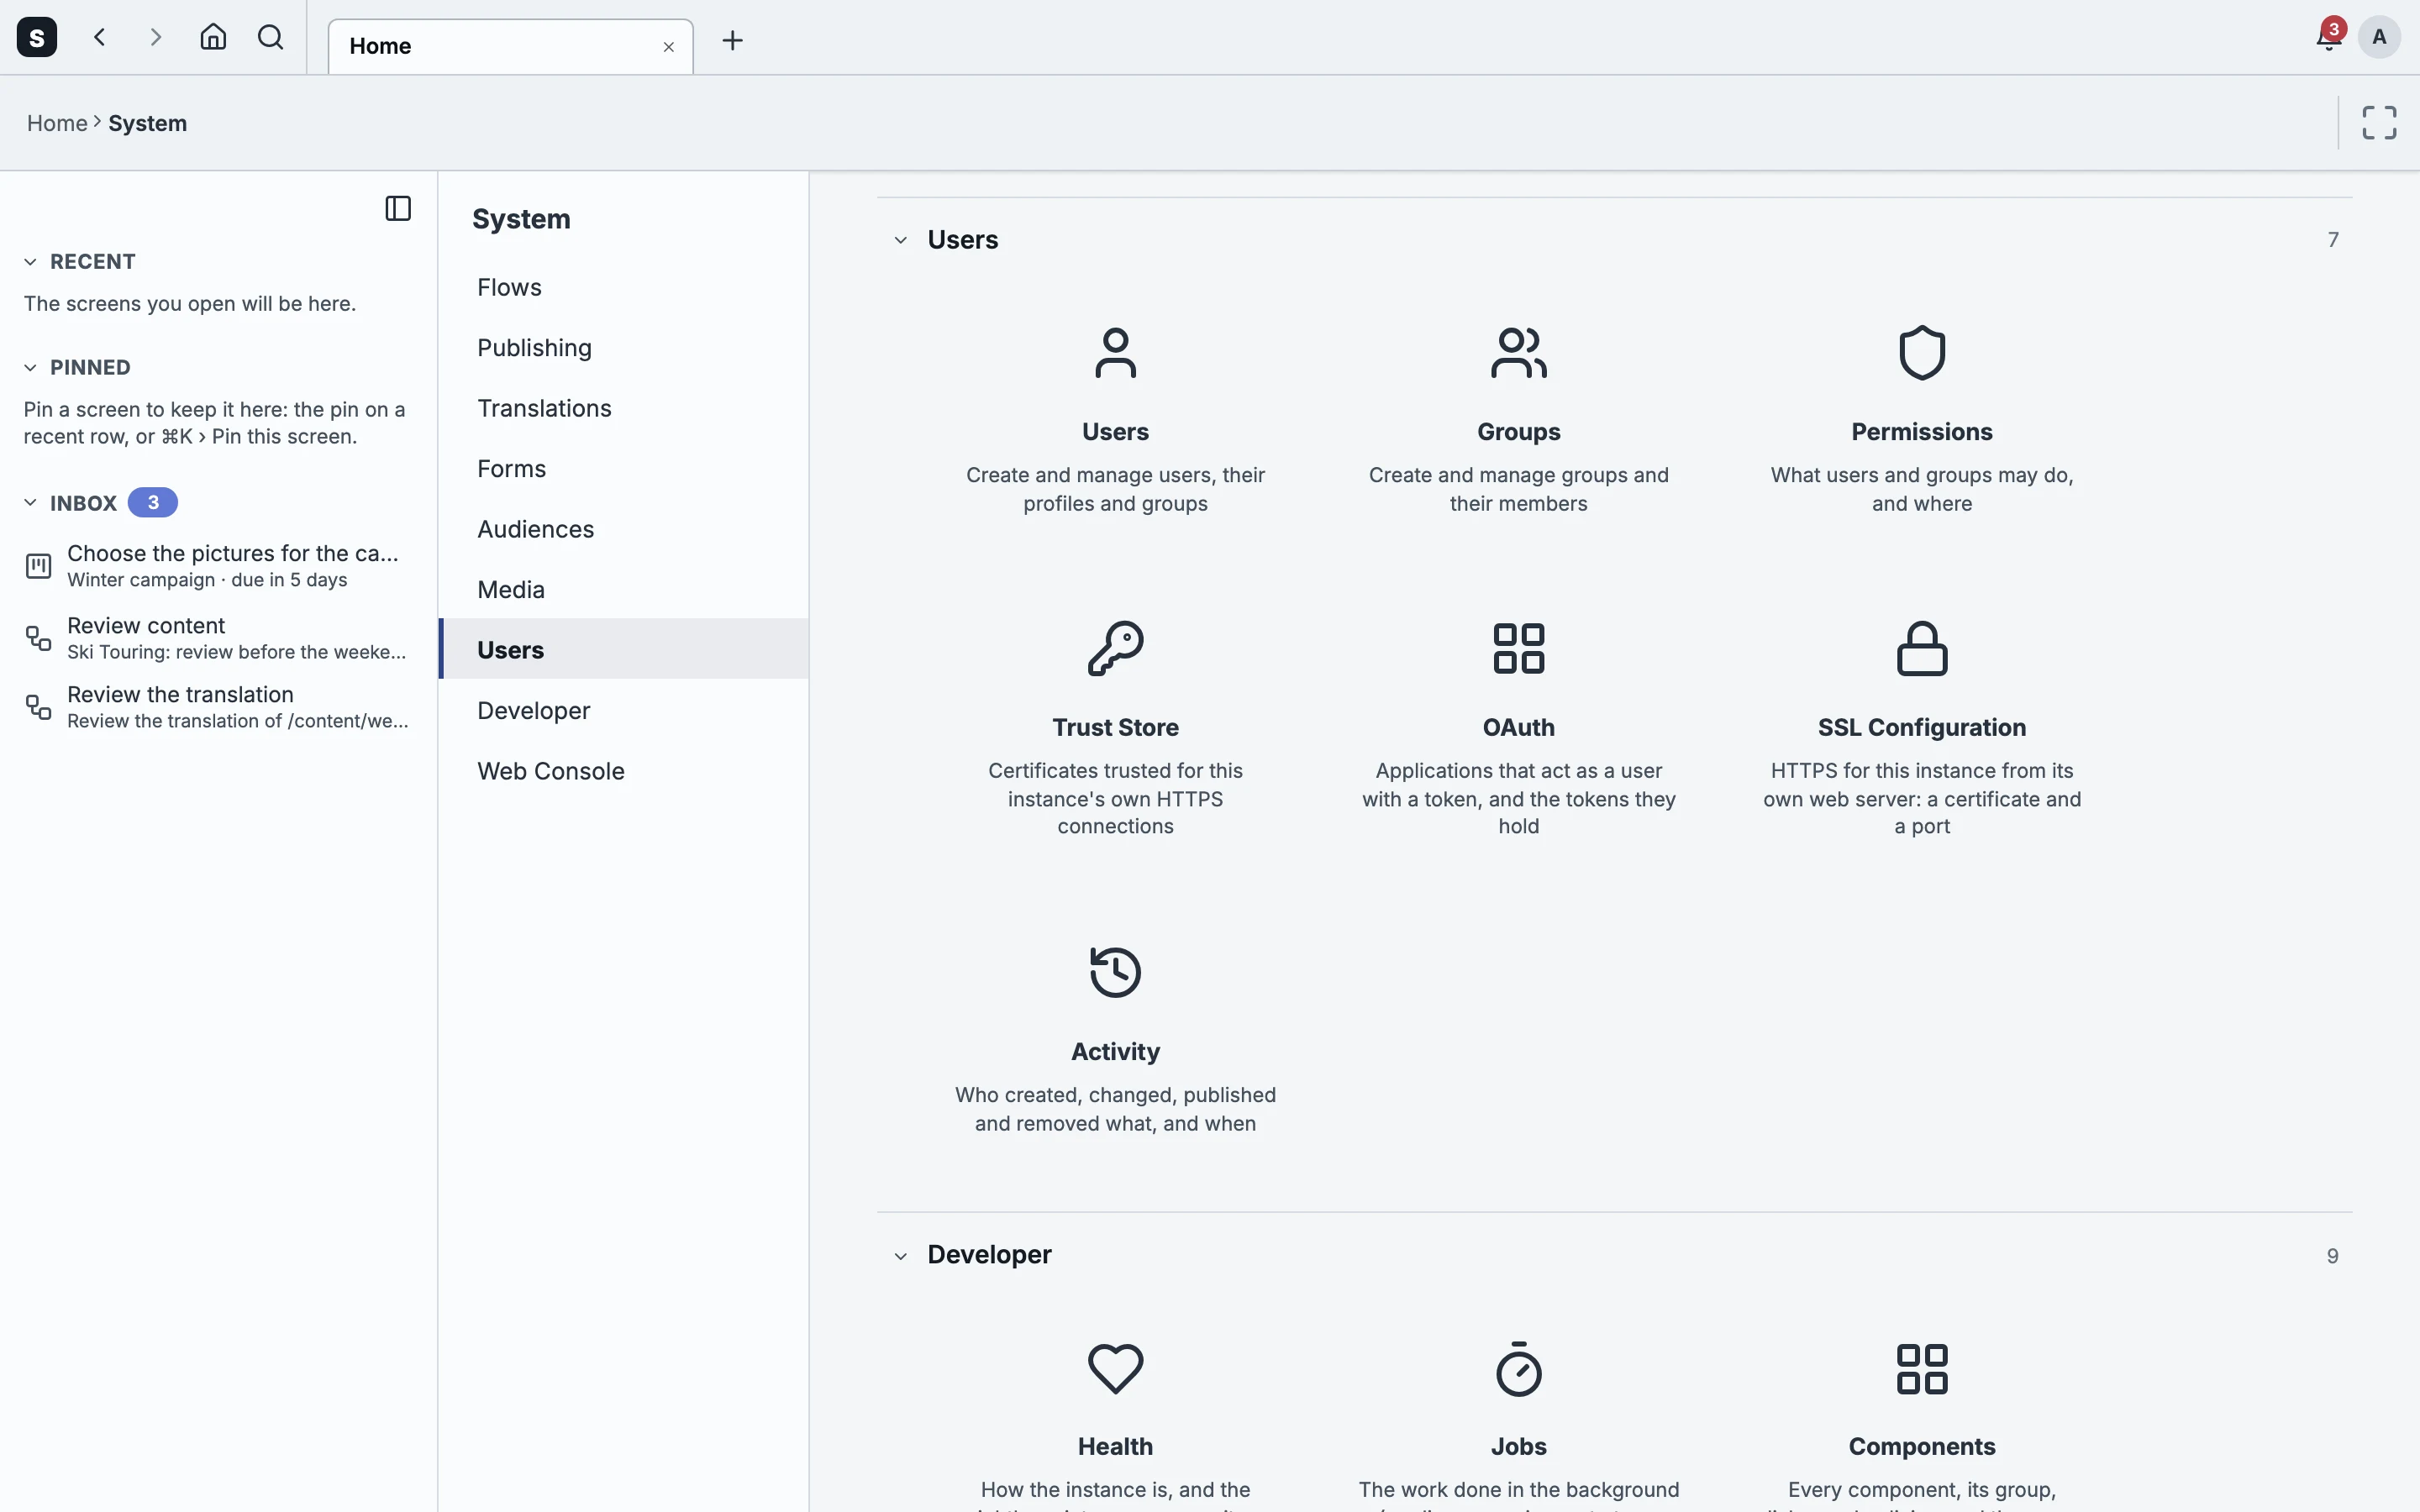 S
Home
3
A
Home
System
RECENT
The screens you open will be here.
PINNED
Pin a screen to keep it here: the pin on a
recent row, or ⌘K › Pin this screen.
INBOX 3
Choose the pictures for the ca...
Winter campaign · due in 5 days
Review content
Ski Touring: review before the weeke...
Review the translation
Review the translation of /content/we...
System
Flows
Publishing
Translations
Forms
Audiences
Media
Users
Developer
Web Console
Users
7
Users
Create and manage users, their
profiles and groups
Groups
Create and manage groups and
their members
Permissions
What users and groups may do,
and where
Trust Store
Certificates trusted for this
instance's own HTTPS
connections
OAuth
Applications that act as a user
with a token, and the tokens they
hold
SSL Configuration
HTTPS for this instance from its
own web server: a certificate and
a port
Activity
Who created, changed, published
and removed what, and when
Developer
9
Health
How the instance is, and the
Jobs
The work done in the background
Components
Every component, its group,